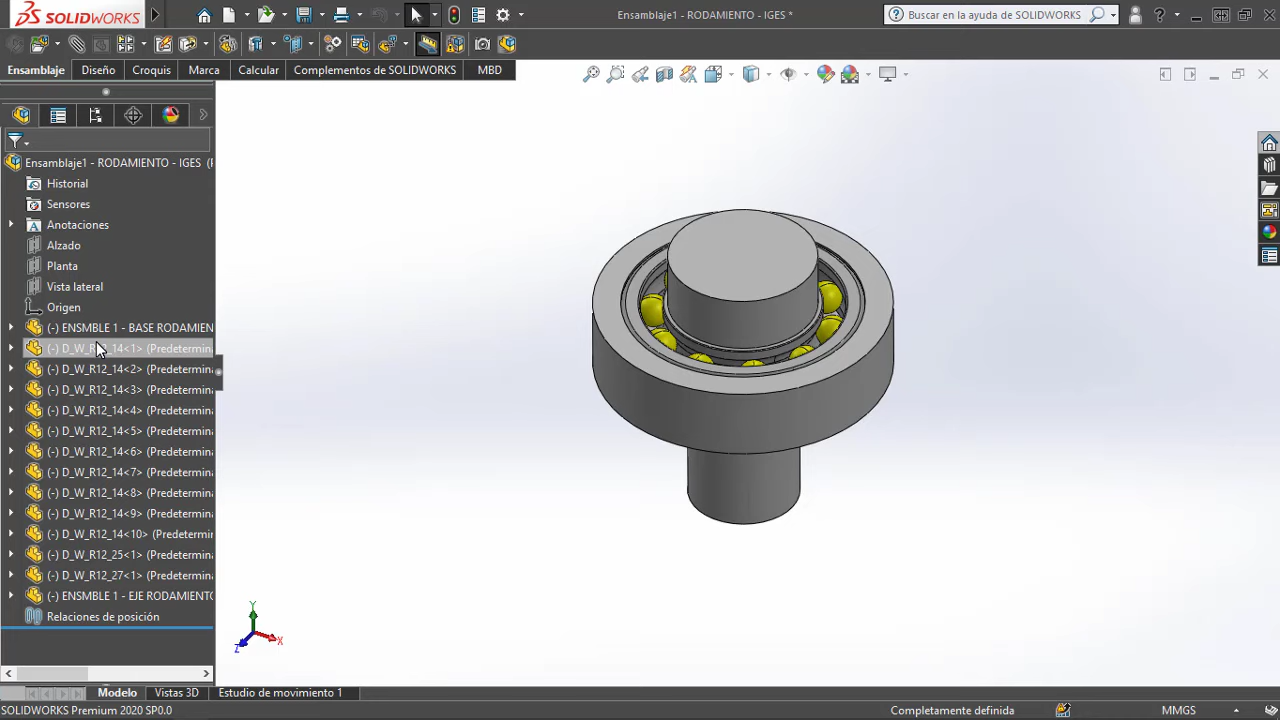 SOLIDWORKS
Ensamblaje1 - RODAMIENTO - IGES *
Buscar en la ayuda de SOLIDWORKS
Ensamblaje
Diseño
Croquis
Marca
Calcular
Complementos de SOLIDWORKS
MBD
Ensamblaje1 - RODAMIENTO - IGES (
Historial
Sensores
Anotaciones
Alzado
Planta
Vista lateral
Origen
(-) ENSMBLE 1 - BASE RODAMIEN
(-) D_W_R12_14<1> (Predetermin
(-) D_W_R12_14<2> (Predetermin
(-) D_W_R12_14<3> (Predetermin
(-) D_W_R12_14<4> (Predetermin
(-) D_W_R12_14<5> (Predetermin
(-) D_W_R12_14<6> (Predetermin
(-) D_W_R12_14<7> (Predetermin
(-) D_W_R12_14<8> (Predetermin
(-) D_W_R12_14<9> (Predetermin
(-) D_W_R12_14<10> (Predetermin
(-) D_W_R12_25<1> (Predetermin
(-) D_W_R12_27<1> (Predetermin
(-) ENSMBLE 1 - EJE RODAMIENTO
Relaciones de posición
Y
X
Z
Modelo
Vistas 3D
Estudio de movimiento 1
SOLIDWORKS Premium 2020 SP0.0
Completamente definida
MMGS